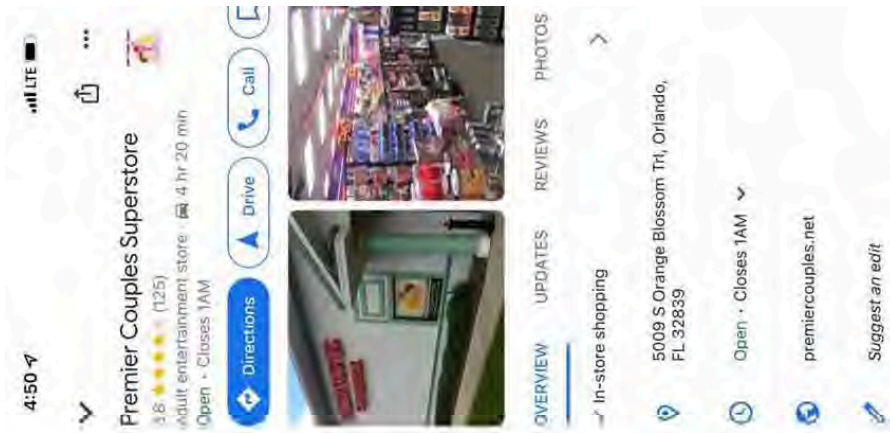 4:50
LTE
Premier Couples Superstore
3.8 (125)
Adult entertainment store · 4 hr 20 min
Open · Closes 1AM
Directions
Drive
Call
OVERVIEW
UPDATES
REVIEWS
PHOTOS
In-store shopping
5009 S Orange Blossom Trl, Orlando,
FL 32839
Open · Closes 1AM
premiercouples.net
Suggest an edit